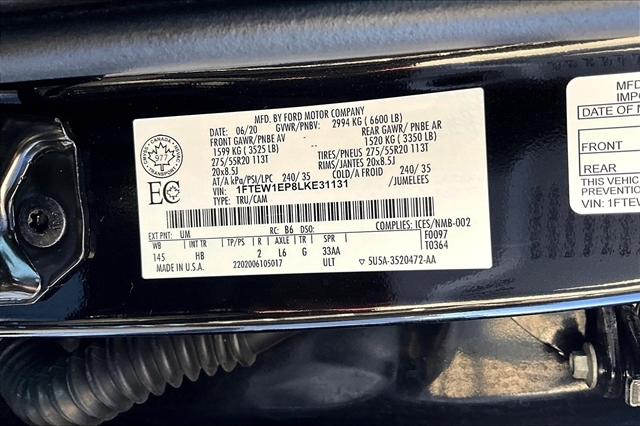 MFD. BY FORD MOTOR COMPANY
06/20 GVWR/PNBV: 2994 KG ( 6600 LB)
FRONT GAWR/ PNBE AV REAR GAWR/ PNBE AR
1599 KG ( 3525 LB) 1520 KG ( 3350 LB)
275/55R20 113T TIRES/PNEUS 275/55R20 113T
20x8.5J RIMS/JANTES 20x8.5J
AT/A kPa/PSI/LPC 240/ 35 COLD/A FROID 240/ 35
VIN: 1FTEW1EP8LKE31131 /JUMELEES
TYPE: TRU/CAM
CANADA
977
TRANSPORT
EC
EXT PNT: UM RC: B6 DSO: COMPLIES: ICES/NMB-002
WB INT TR TP/PS R AXLE TR SPR F0097
145 HB 2 L6 G 33AA T0364
MADE IN U.S.A. 2202006105017 ULT ▽ 5U5A-3520472-AA
MFD
IMPO
DATE OF
FRONT
REAR
THIS VEHIC
PREVENTIO
VIN: 1FTEW